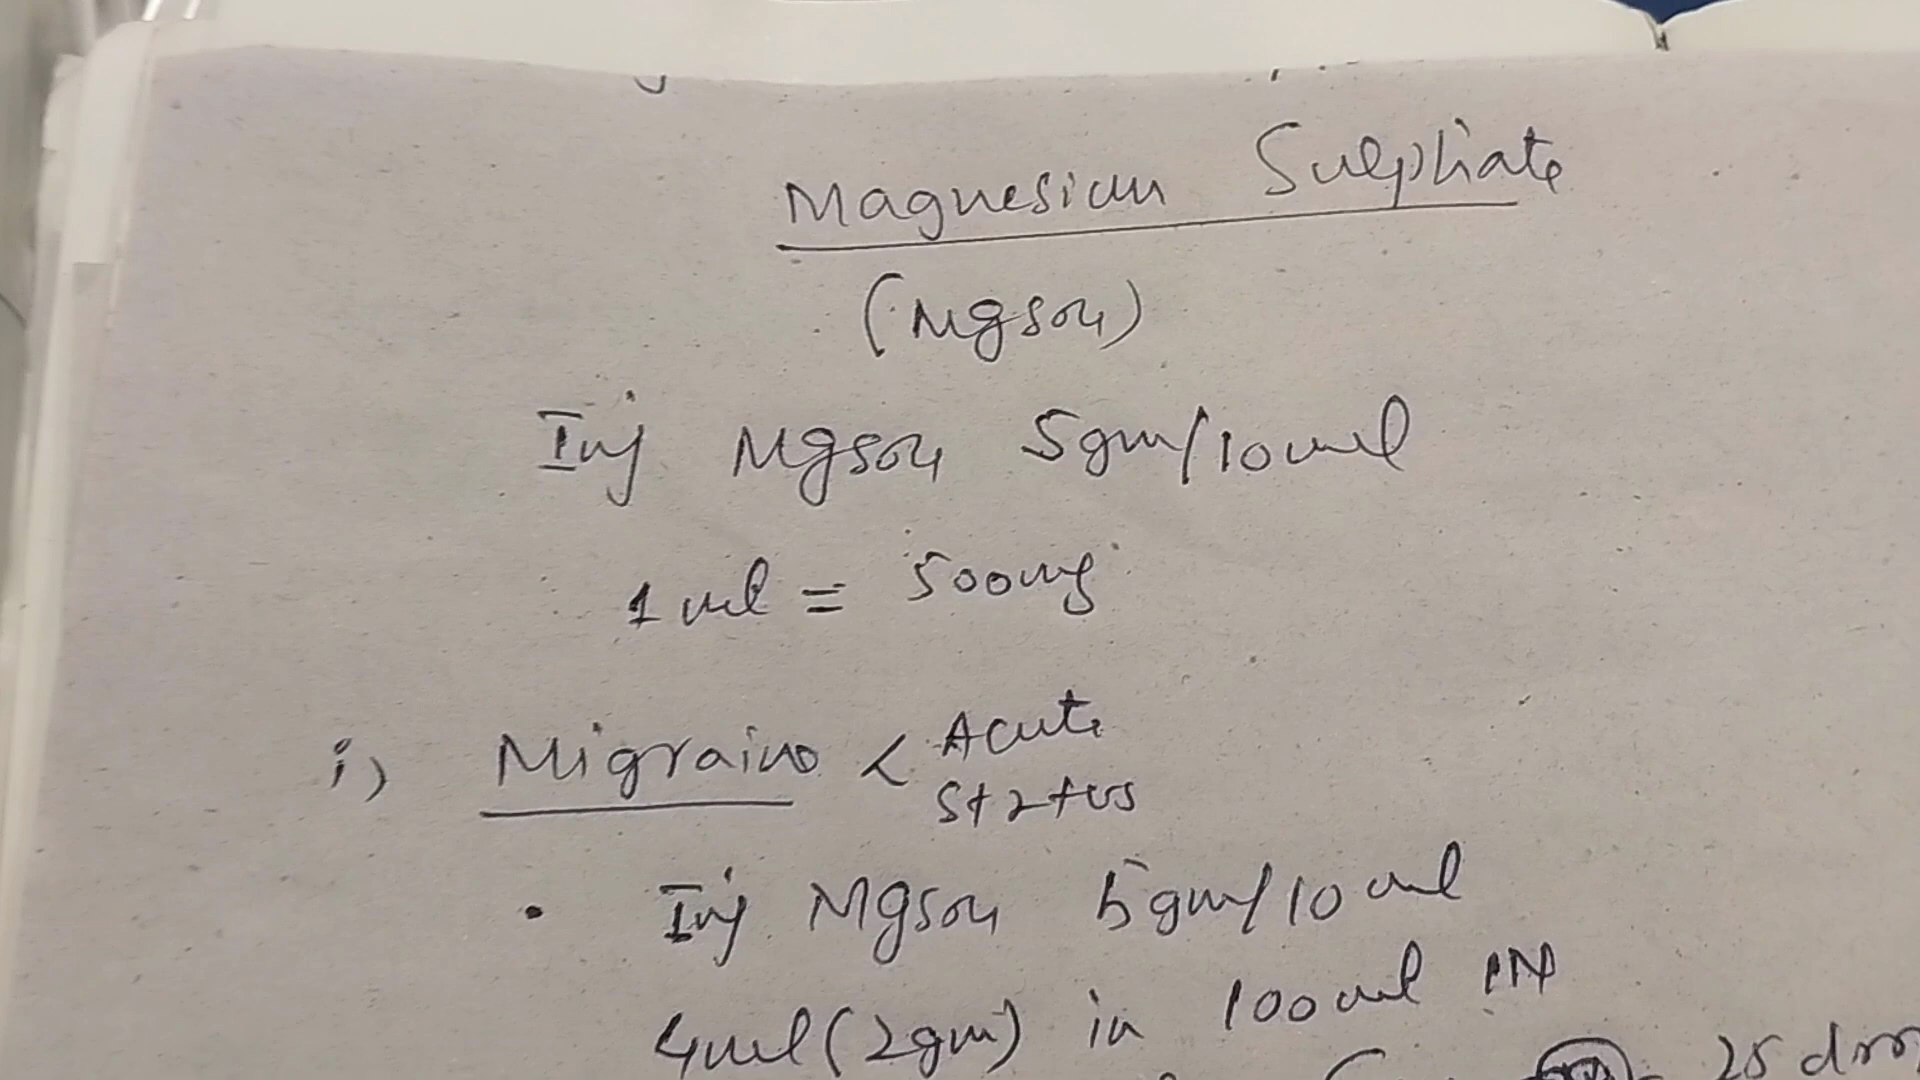 Magnesium Sulphate
(MgSO4)
Inj MgSO4 5gm/10ml
1ml = 500mg
i) Migraine < Acute
Status
• Inj MgSO4 5gm/10ml
4ml (2gm) in 100ml
25